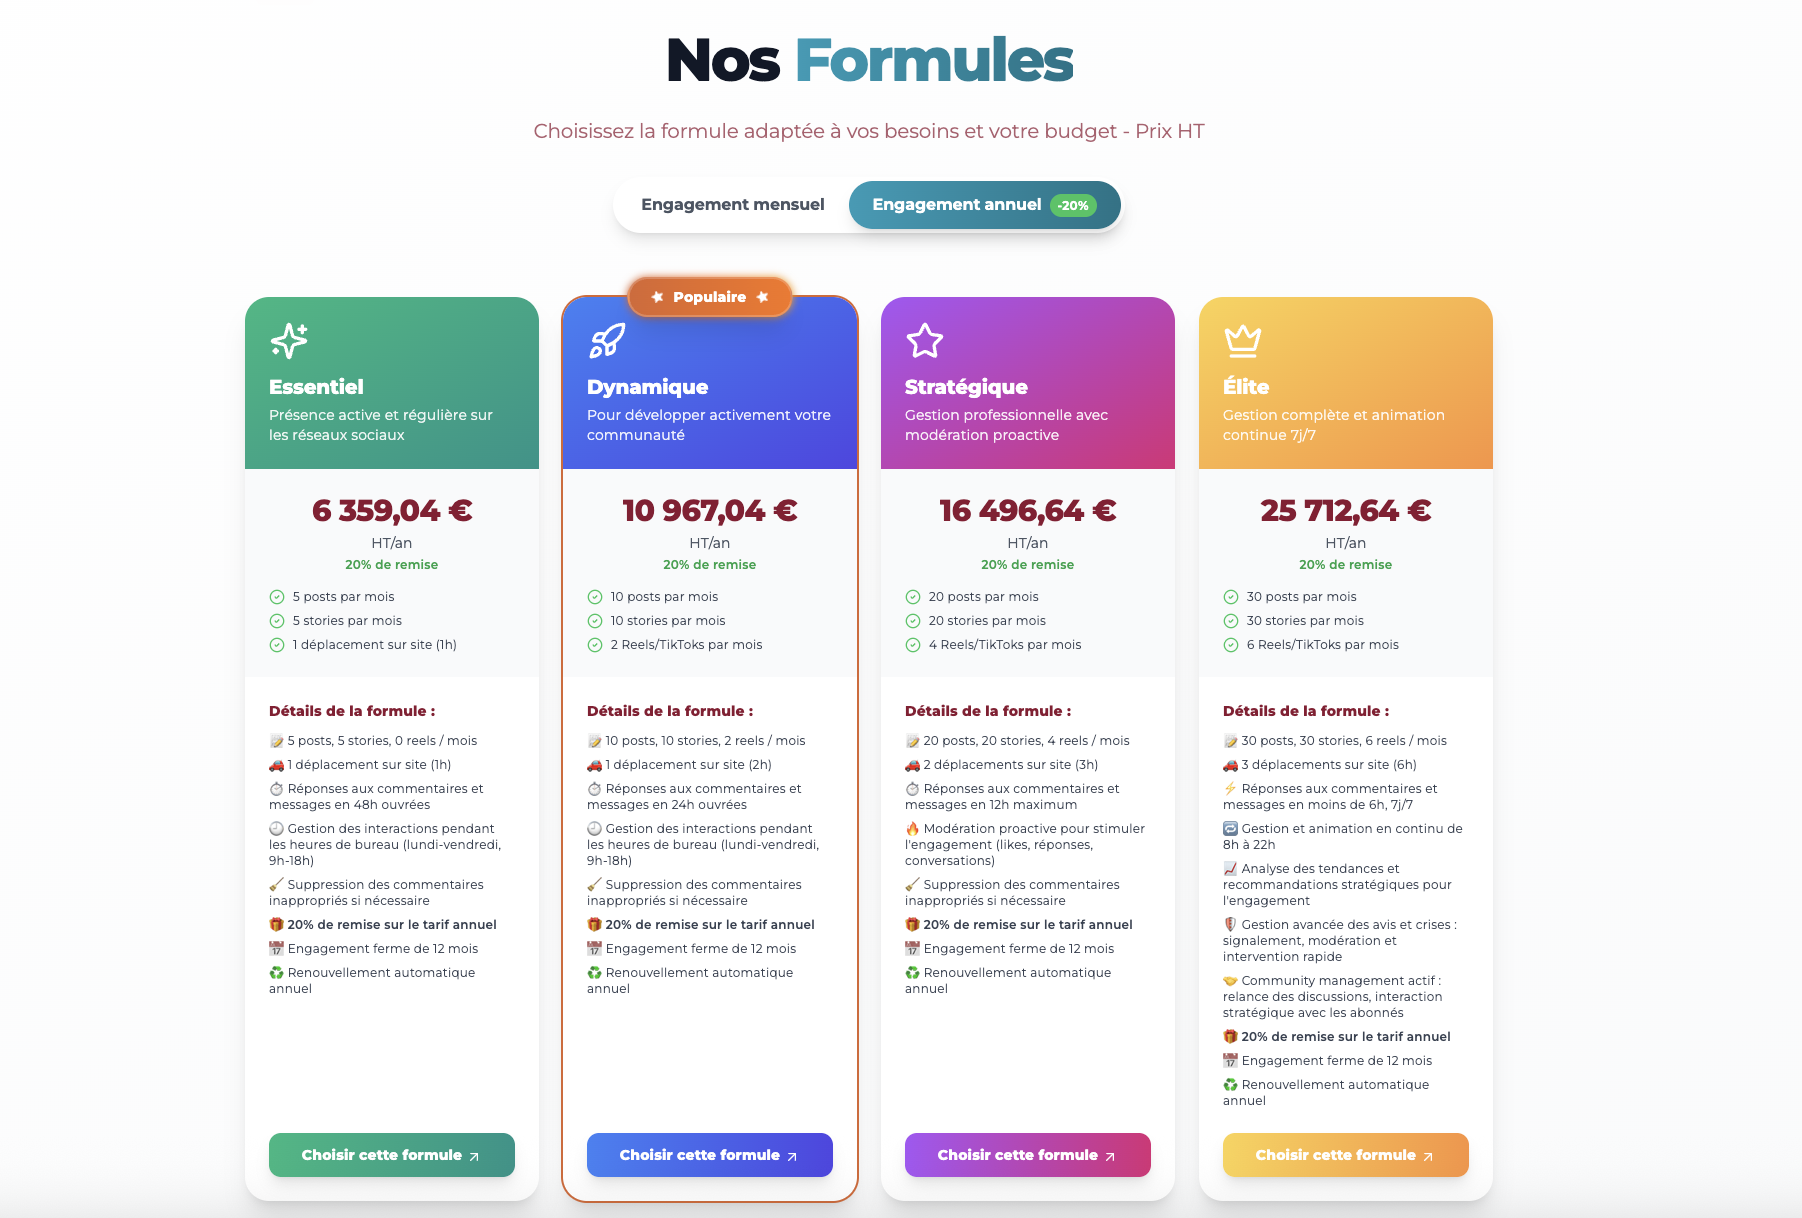 Nos Formules
Choisissez la formule adaptée à vos besoins et votre budget - Prix HT
Engagement mensuel
Engagement annuel -20%
Populaire
Essentiel
Présence active et régulière sur
les réseaux sociaux
6 359,04 €
HT/an
20% de remise
5 posts par mois
5 stories par mois
1 déplacement sur site (1h)
Détails de la formule :
📝 5 posts, 5 stories, 0 reels / mois
🚗 1 déplacement sur site (1h)
⏱️ Réponses aux commentaires et
messages en 48h ouvrées
🕘 Gestion des interactions pendant
les heures de bureau (lundi-vendredi,
9h-18h)
🧹 Suppression des commentaires
inappropriés si nécessaire
🎁 20% de remise sur le tarif annuel
📅 Engagement ferme de 12 mois
♻️ Renouvellement automatique
annuel
Choisir cette formule
Dynamique
Pour développer activement votre
communauté
10 967,04 €
HT/an
20% de remise
10 posts par mois
10 stories par mois
2 Reels/TikToks par mois
Détails de la formule :
📝 10 posts, 10 stories, 2 reels / mois
🚗 1 déplacement sur site (2h)
⏱️ Réponses aux commentaires et
messages en 24h ouvrées
🕘 Gestion des interactions pendant
les heures de bureau (lundi-vendredi,
9h-18h)
🧹 Suppression des commentaires
inappropriés si nécessaire
🎁 20% de remise sur le tarif annuel
📅 Engagement ferme de 12 mois
♻️ Renouvellement automatique
annuel
Choisir cette formule
Stratégique
Gestion professionnelle avec
modération proactive
16 496,64 €
HT/an
20% de remise
20 posts par mois
20 stories par mois
4 Reels/TikToks par mois
Détails de la formule :
📝 20 posts, 20 stories, 4 reels / mois
🚗 2 déplacements sur site (3h)
⏱️ Réponses aux commentaires et
messages en 12h maximum
🔥 Modération proactive pour stimuler
l'engagement (likes, réponses,
conversations)
🧹 Suppression des commentaires
inappropriés si nécessaire
🎁 20% de remise sur le tarif annuel
📅 Engagement ferme de 12 mois
♻️ Renouvellement automatique
annuel
Choisir cette formule
Élite
Gestion complète et animation
continue 7j/7
25 712,64 €
HT/an
20% de remise
30 posts par mois
30 stories par mois
6 Reels/TikToks par mois
Détails de la formule :
📝 30 posts, 30 stories, 6 reels / mois
🚗 3 déplacements sur site (6h)
⚡ Réponses aux commentaires et
messages en moins de 6h, 7j/7
🔁 Gestion et animation en continu de
8h à 22h
📈 Analyse des tendances et
recommandations stratégiques pour
l'engagement
🛡️ Gestion avancée des avis et crises :
signalement, modération et
intervention rapide
🤝 Community management actif :
relance des discussions, interaction
stratégique avec les abonnés
🎁 20% de remise sur le tarif annuel
📅 Engagement ferme de 12 mois
♻️ Renouvellement automatique
annuel
Choisir cette formule